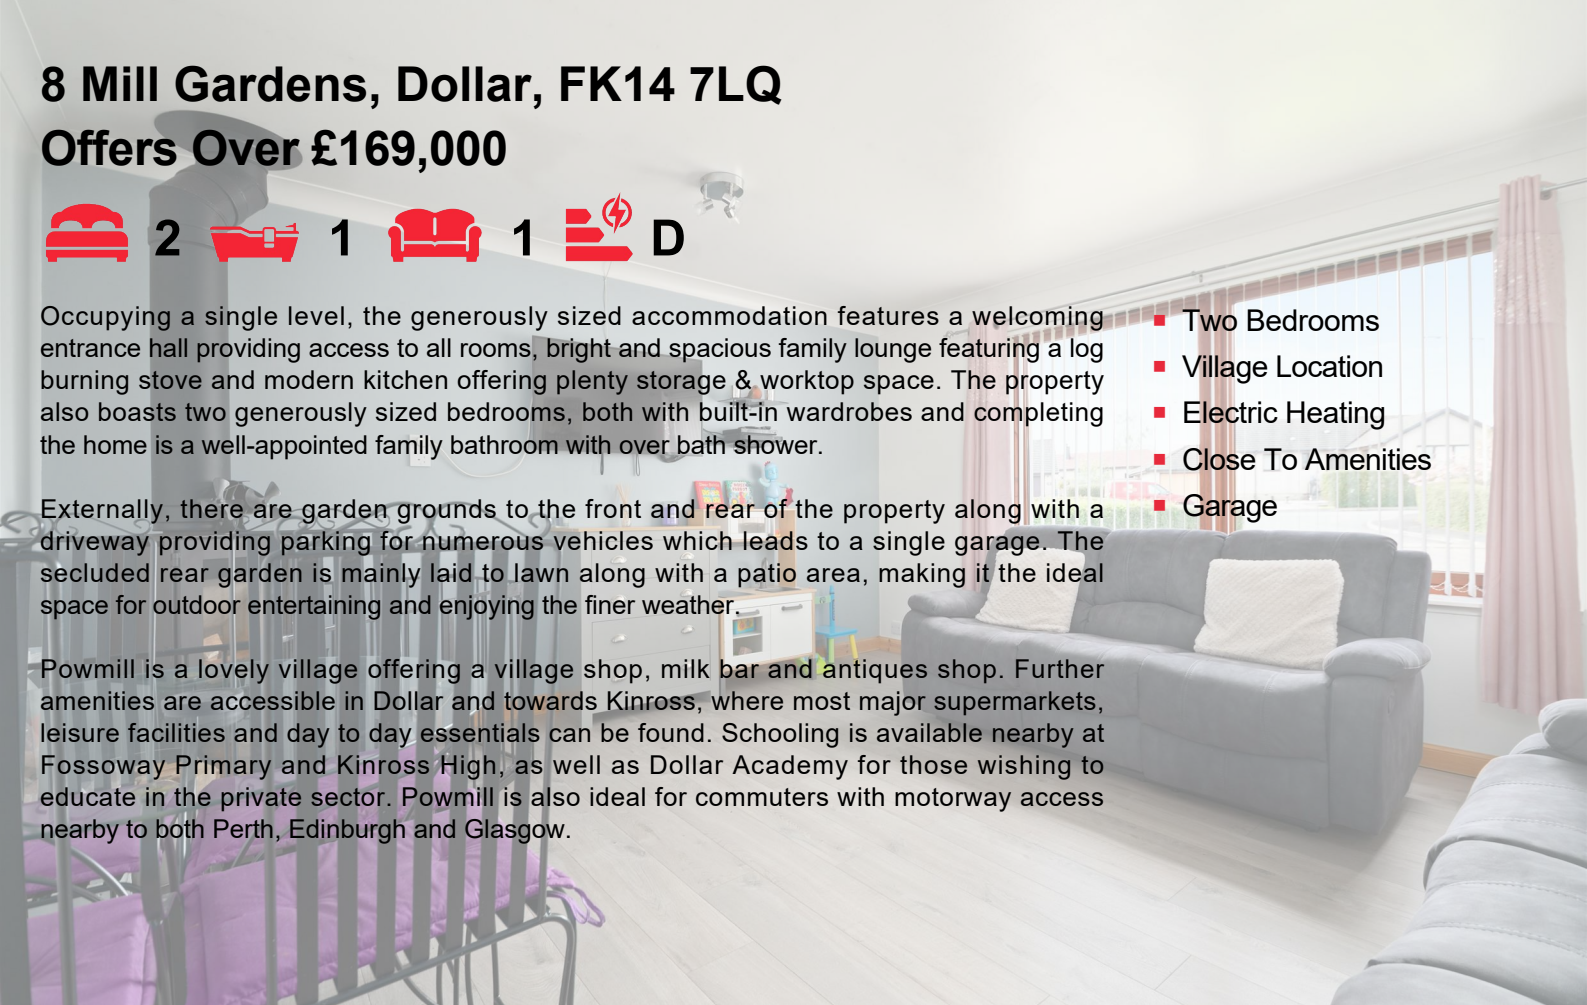 8 Mill Gardens, Dollar, FK14 7LQ
Offers Over £169,000
2 1 1 D
Occupying a single level, the generously sized accommodation features a welcoming
entrance hall providing access to all rooms, bright and spacious family lounge featuring a log
burning stove and modern kitchen offering plenty storage & worktop space. The property
also boasts two generously sized bedrooms, both with built-in wardrobes and completing
the home is a well-appointed family bathroom with over bath shower.
Externally, there are garden grounds to the front and rear of the property along with a
driveway providing parking for numerous vehicles which leads to a single garage. The
secluded rear garden is mainly laid to lawn along with a patio area, making it the ideal
space for outdoor entertaining and enjoying the finer weather.
Powmill is a lovely village offering a village shop, milk bar and antiques shop. Further
amenities are accessible in Dollar and towards Kinross, where most major supermarkets,
leisure facilities and day to day essentials can be found. Schooling is available nearby at
Fossoway Primary and Kinross High, as well as Dollar Academy for those wishing to
educate in the private sector. Powmill is also ideal for commuters with motorway access
nearby to both Perth, Edinburgh and Glasgow.
Two Bedrooms
Village Location
Electric Heating
Close To Amenities
Garage